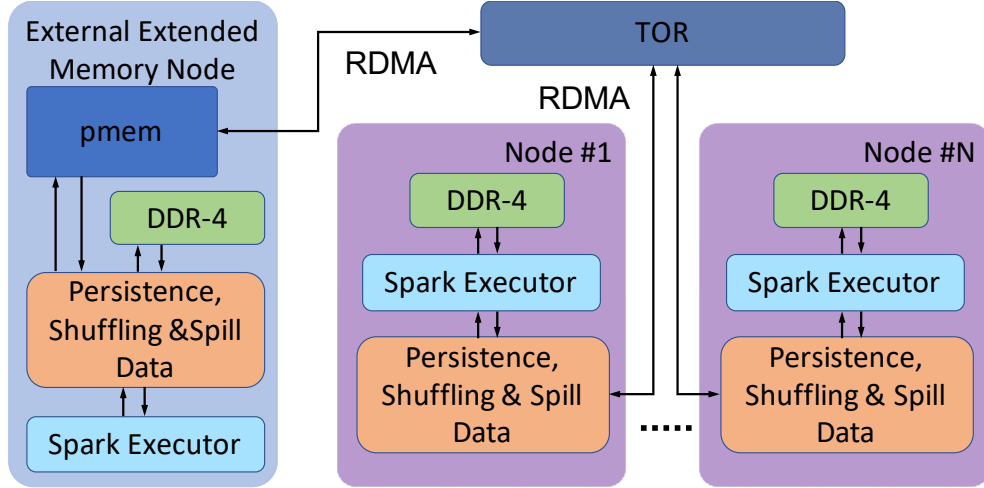 External Extended
Memory Node
pmem
DDR-4
Persistence,
Shuffling &Spill
Data
Spark Executor
RDMA
TOR
RDMA
Node #1
DDR-4
Spark Executor
Persistence,
Shuffling & Spill
Data
......
Node #N
DDR-4
Spark Executor
Persistence,
Shuffling & Spill
Data